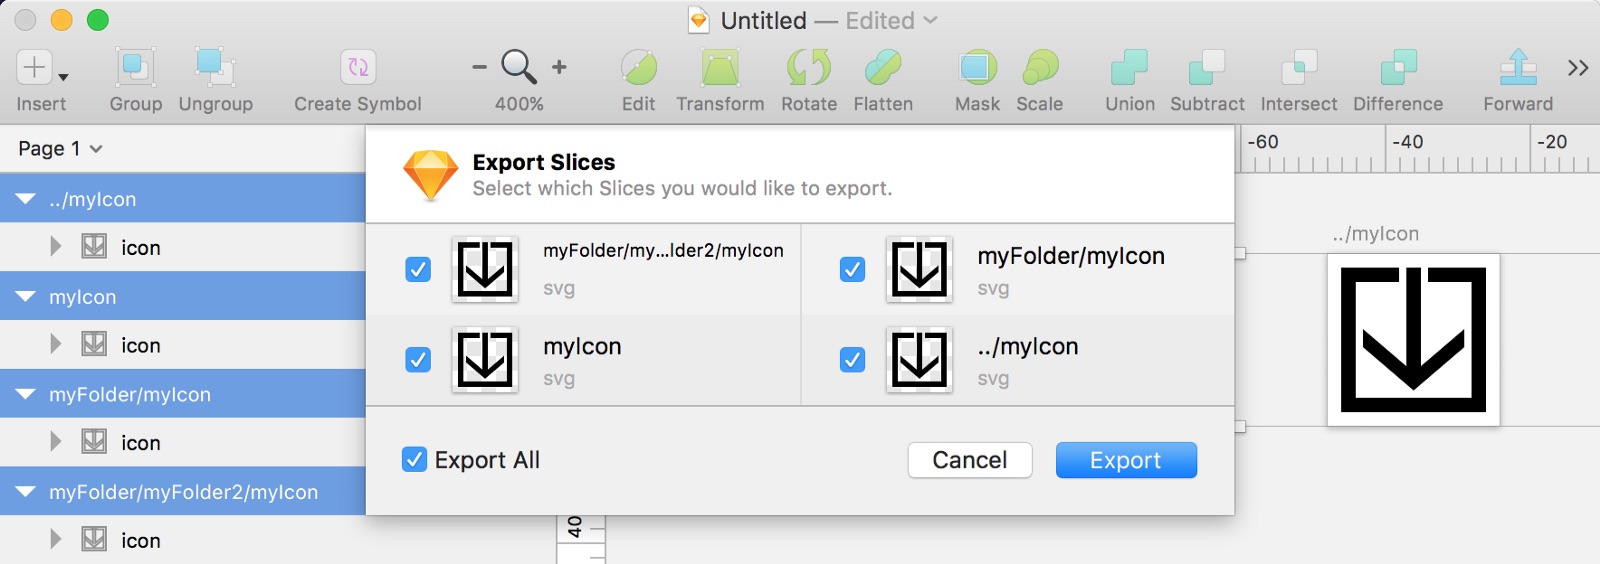 Untitled — Edited
Insert Group Ungroup Create Symbol 400% Edit Transform Rotate Flatten Mask Scale Union Subtract Intersect Difference Forward
Page 1
-60 -40 -20
Export Slices
Select which Slices you would like to export.
../myIcon
icon
myIcon
icon
myFolder/myIcon
icon
myFolder/myFolder2/myIcon
icon
myFolder/my...lder2/myIcon
svg
myFolder/myIcon
svg
myIcon
svg
../myIcon
svg
Export All
Cancel
Export
../myIcon
40